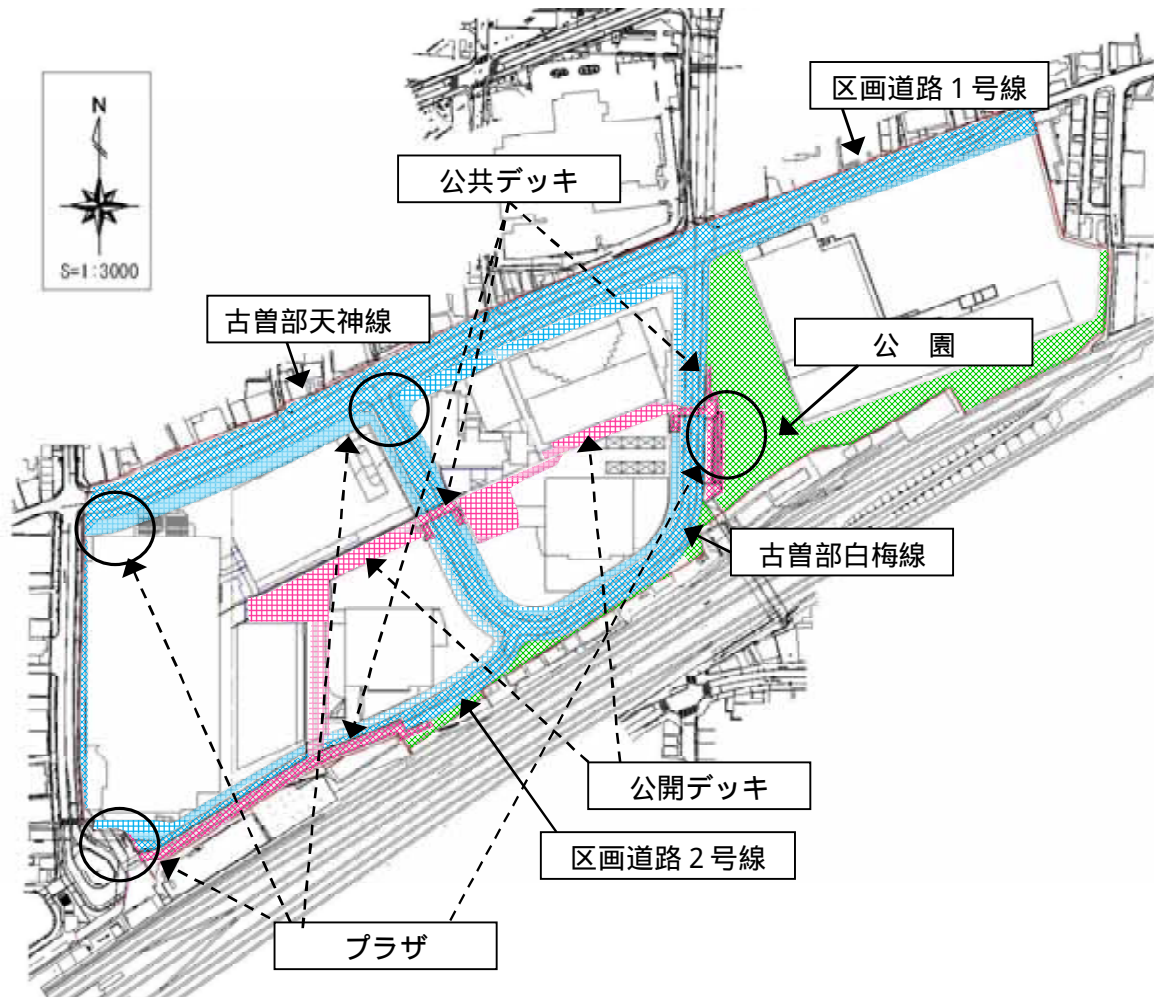 区画道路1号線
N
公共デッキ
S=1:3000
古曽部天神線
公　園
古曽部白梅線
公開デッキ
区画道路2号線
プラザ